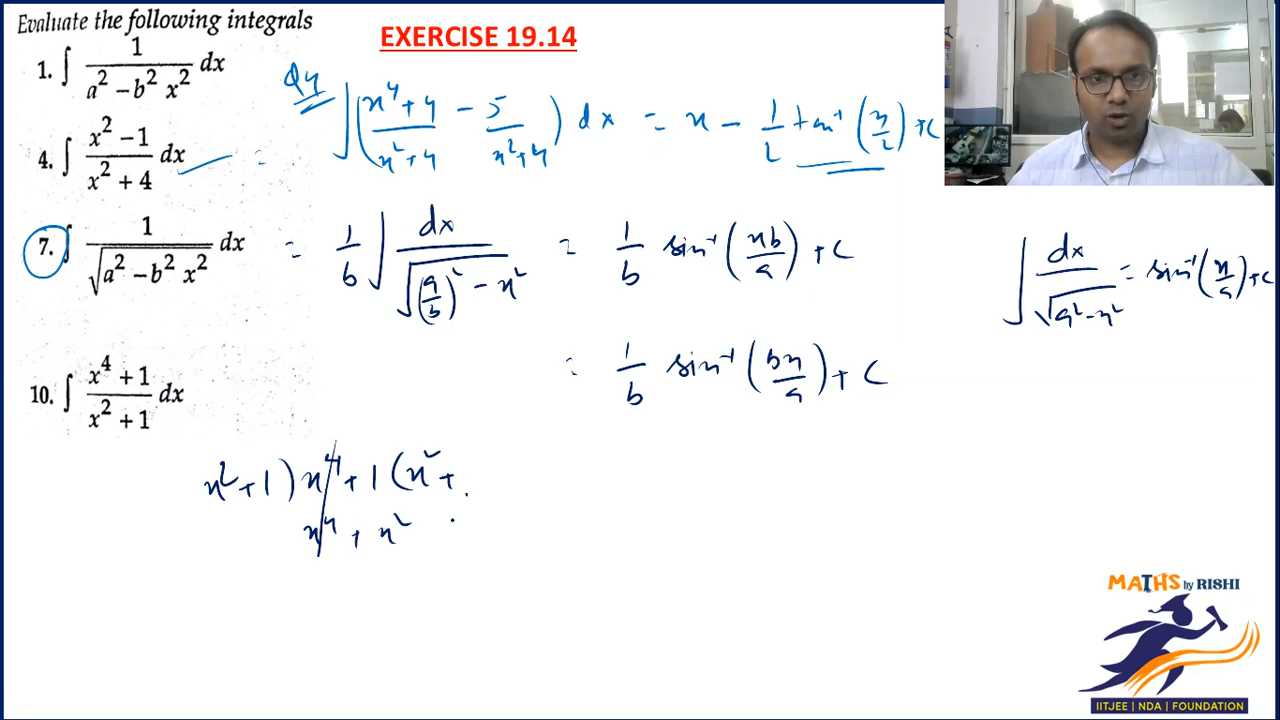 Evaluate the following integrals
EXERCISE 19.14
1. ∫ 1/(a² − b² x²) dx
Q4
4. ∫ (x² − 1)/(x² + 4) dx = ∫ ((x⁴ + 4)/(x² + 4) − 5/(x² + 4)) dx = x − 1/2 tan⁻¹ (x/2) + C
7. ∫ 1/√(a² − b² x²) dx = 1/b ∫ dx/√((a/b)² − x²) = 1/b sin⁻¹ (xb/a) + C
∫ dx/√(a² − x²) = sin⁻¹ (x/a) + C
= 1/b sin⁻¹ (bx/a) + C
10. ∫ (x⁴ + 1)/(x² + 1) dx
x² + 1 ) x⁴ + 1 ( x² +
x⁴ + x²
MATHS by RISHI
IITJEE | NDA | FOUNDATION